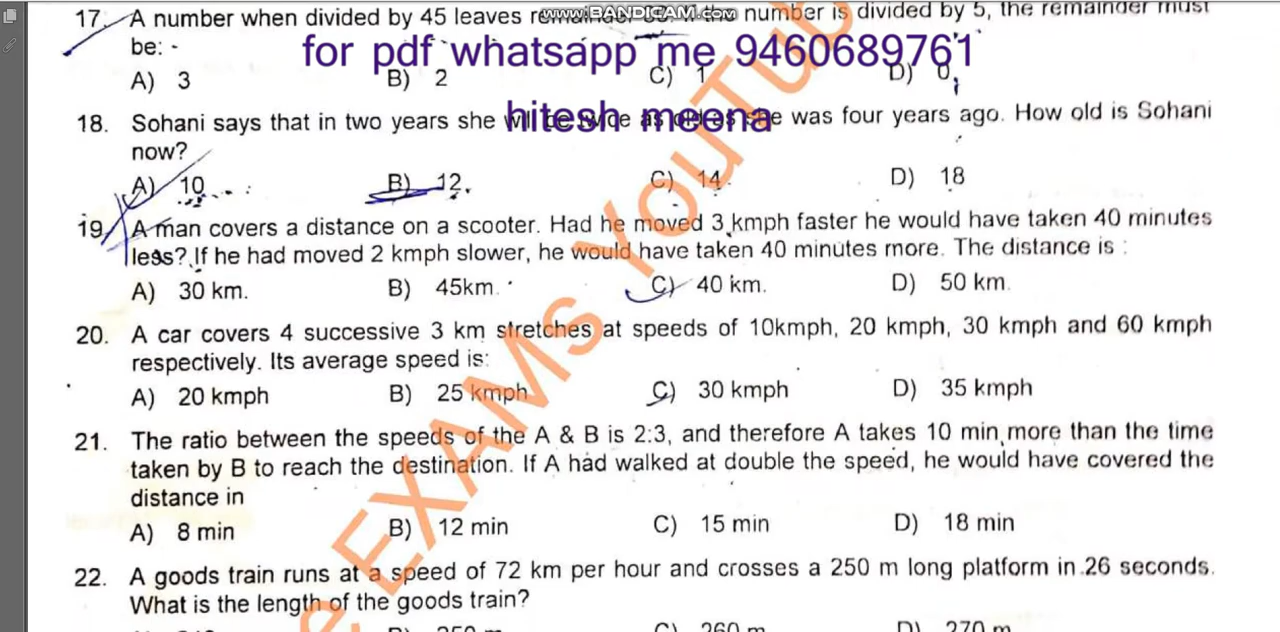 17. A number when divided by 45 leaves the number is divided by 5, the remainder must
www.BANDICAM.com
be: -
for pdf whatsapp me 9460689761
A) 3 B) 2 C) 1 D) 0
hitesh meena
18. Sohani says that in two years she she was four years ago. How old is Sohani
now?
A) 10 B) 12. C) 14 D) 18
19. A man covers a distance on a scooter. Had he moved 3 kmph faster he would have taken 40 minutes
less? If he had moved 2 kmph slower, he would have taken 40 minutes more. The distance is :
A) 30 km. B) 45km. C) 40 km. D) 50 km.
20. A car covers 4 successive 3 km stretches at speeds of 10kmph, 20 kmph, 30 kmph and 60 kmph
respectively. Its average speed is:
A) 20 kmph B) 25 kmph C) 30 kmph D) 35 kmph
21. The ratio between the speeds of the A & B is 2:3, and therefore A takes 10 min more than the time
taken by B to reach the destination. If A had walked at double the speed, he would have covered the
distance in
A) 8 min B) 12 min C) 15 min D) 18 min
22. A goods train runs at a speed of 72 km per hour and crosses a 250 m long platform in 26 seconds.
What is the length of the goods train?
C) 260 m D) 270 m
EXAMs YouTu